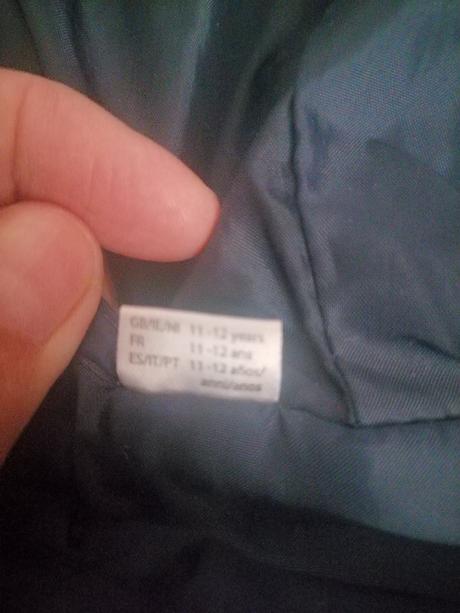 GB/IE/NI 11-12 years
FR 11-12 ans
ES/IT/PT 11-12 años/
anni/anos